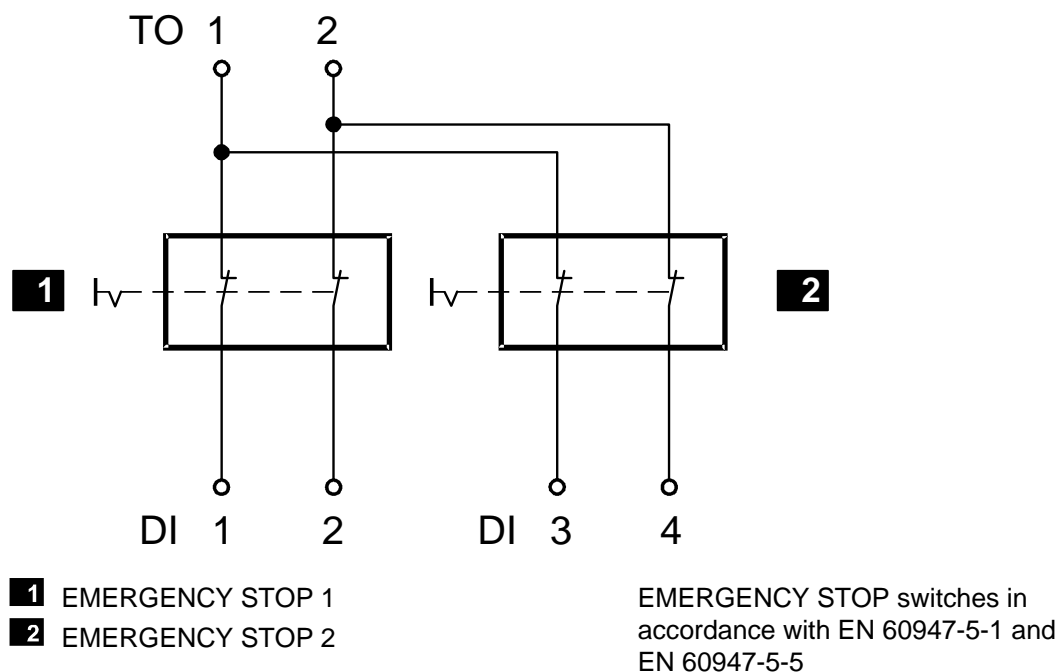 TO 1 2
1
2
DI 1 2 DI 3 4
1 EMERGENCY STOP 1
2 EMERGENCY STOP 2
EMERGENCY STOP switches in
accordance with EN 60947-5-1 and
EN 60947-5-5